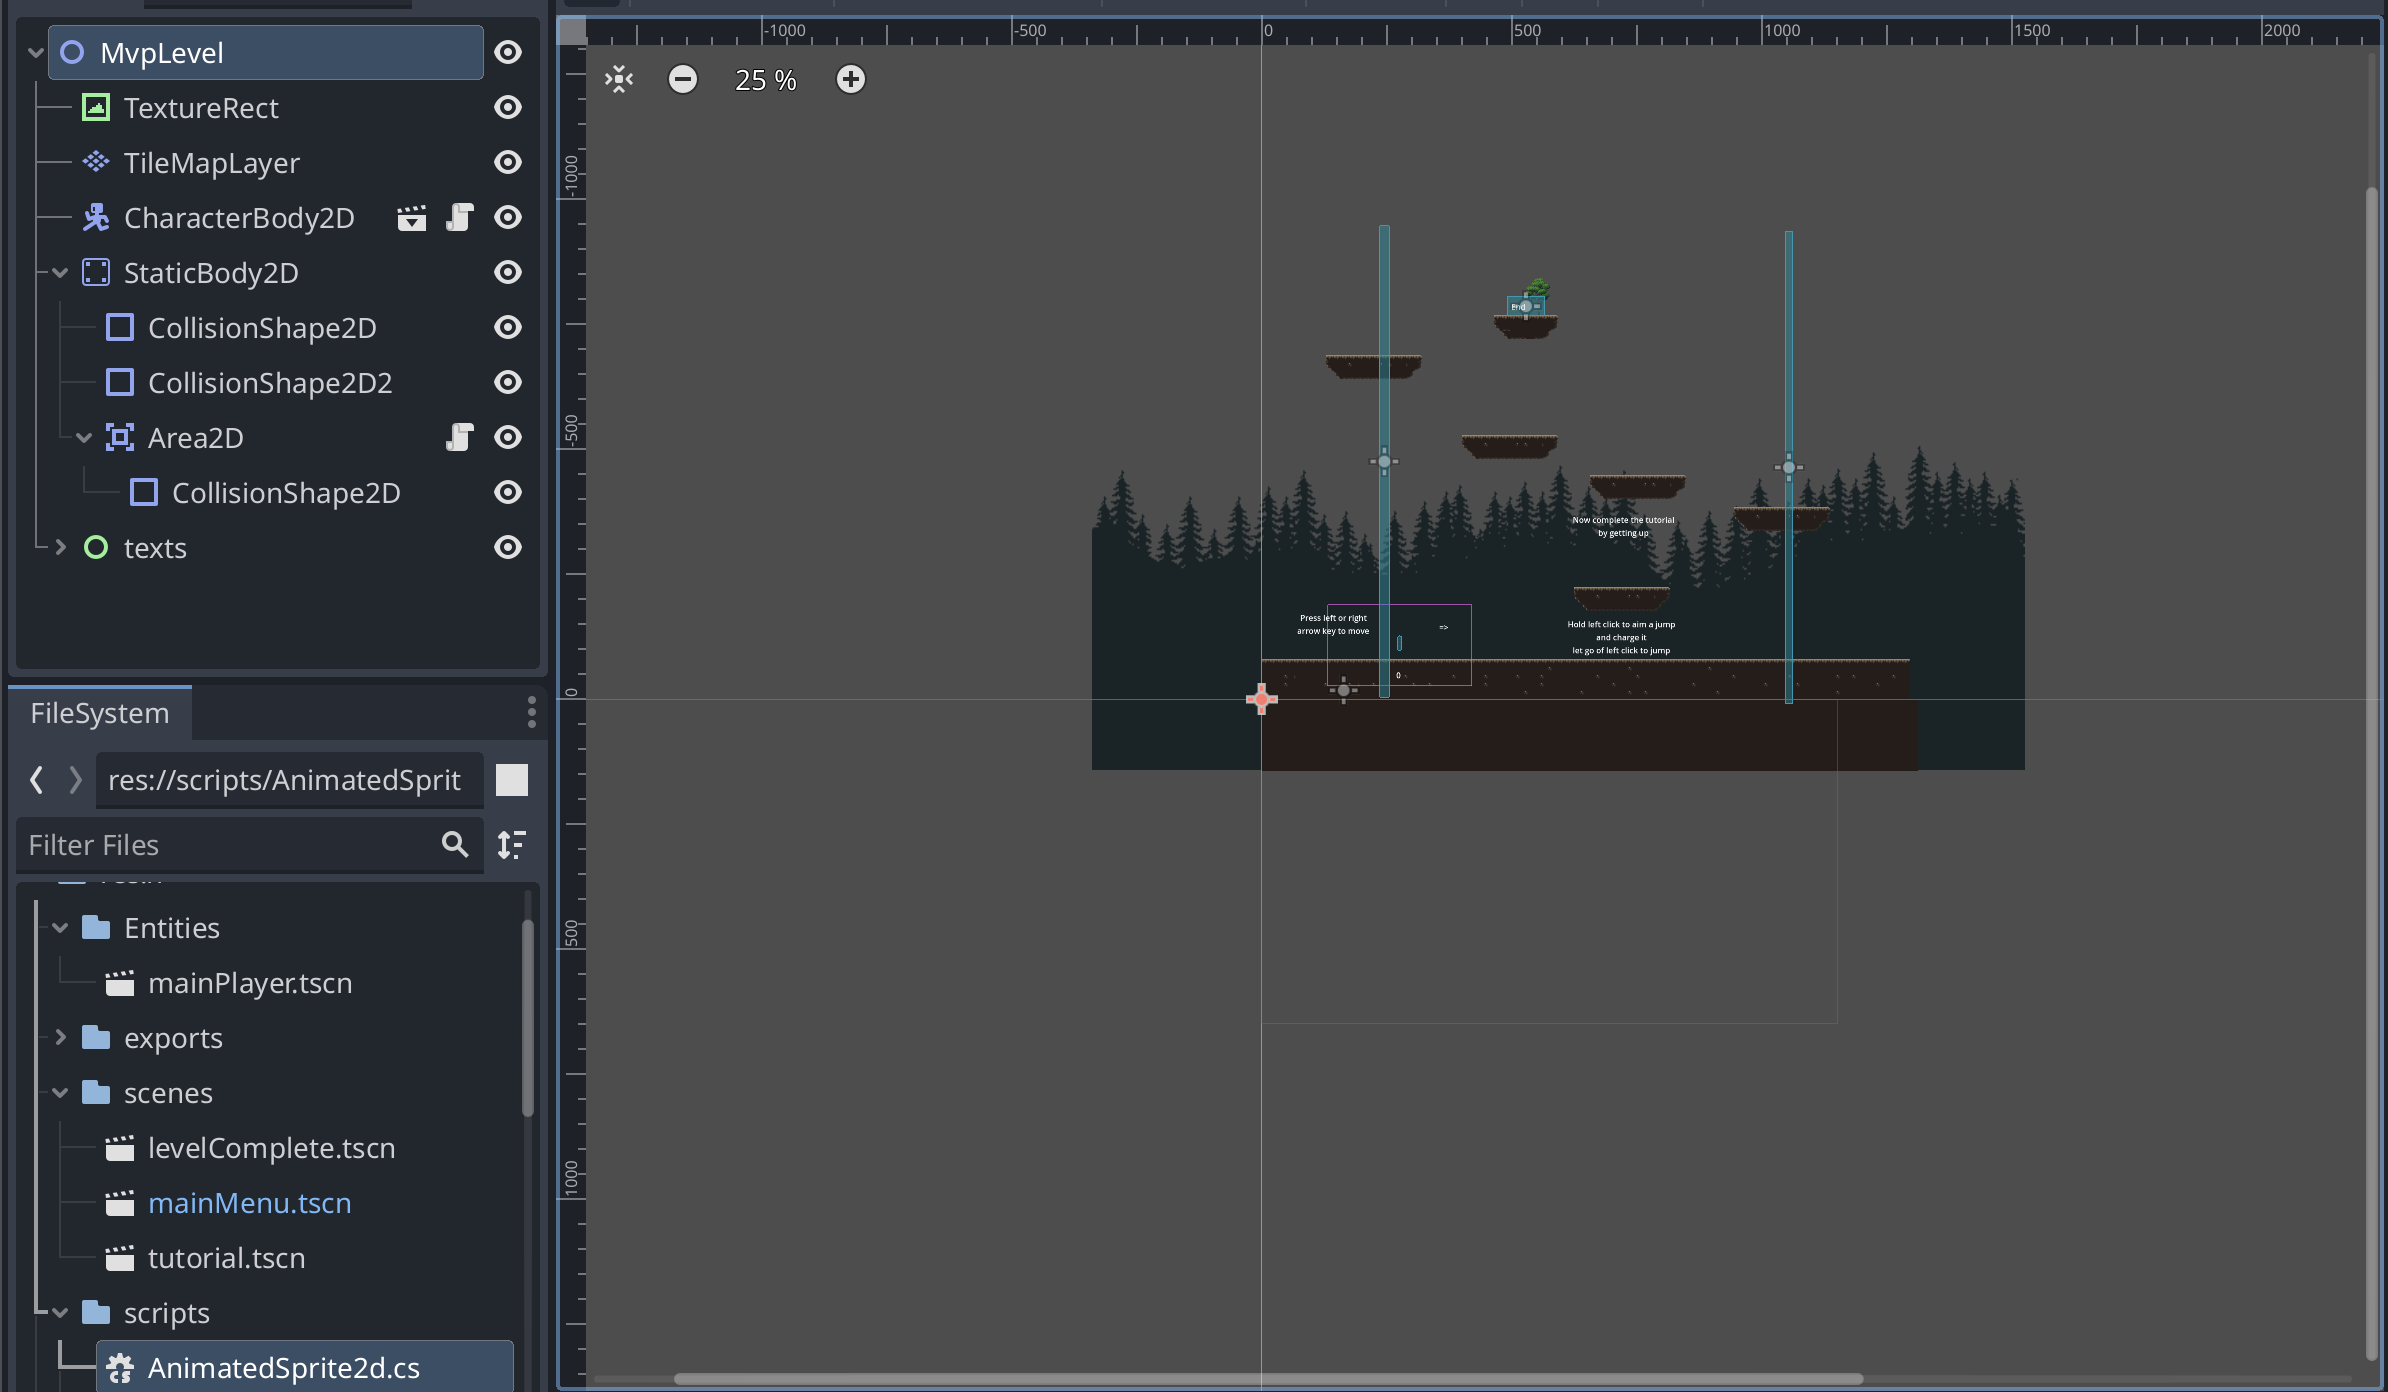 MvpLevel
TextureRect
TileMapLayer
CharacterBody2D
StaticBody2D
CollisionShape2D
CollisionShape2D2
Area2D
CollisionShape2D
texts
FileSystem
res://scripts/AnimatedSprit
Filter Files
Entities
mainPlayer.tscn
exports
scenes
levelComplete.tscn
mainMenu.tscn
tutorial.tscn
scripts
AnimatedSprite2d.cs
-1000
-500
0
500
1000
1500
2000
25 %
-1000
-500
0
500
1000
End
Now complete the tutorial
by getting up
Press left or right
arrow key to move
=>
0
Hold left click to aim a jump
and charge it
let go of left click to jump